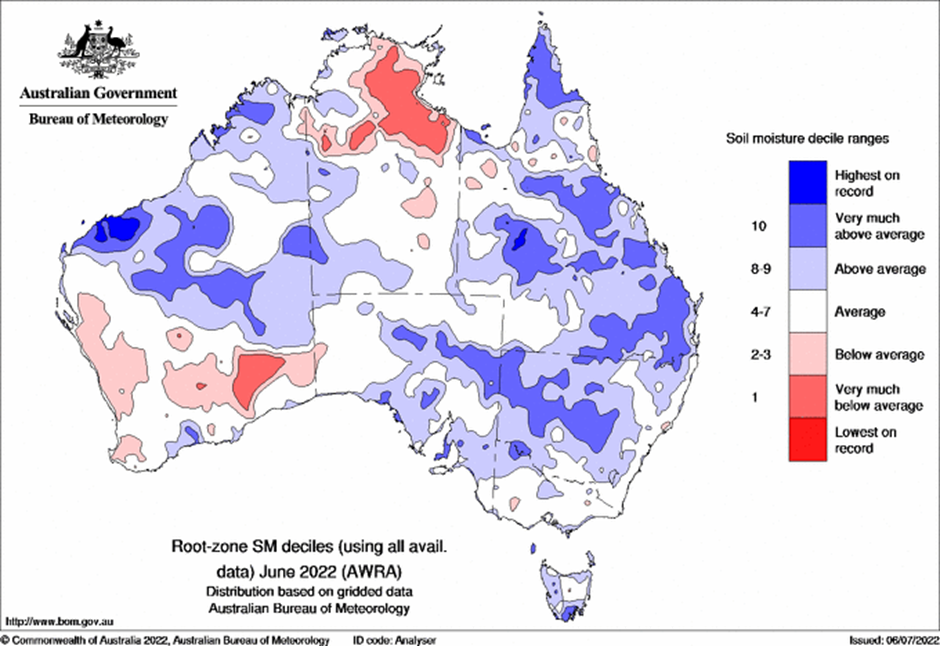 Australian Government
Bureau of Meteorology
Soil moisture decile ranges
Highest on
record
10
Very much
above average
8-9
Above average
4-7
Average
2-3
Below average
1
Very much
below average
Lowest on
record
Root-zone SM deciles (using all avail.
data) June 2022 (AWRA)
Distribution based on gridded data
Australian Bureau of Meteorology
http://www.bom.gov.au
© Commonwealth of Australia 2022, Australian Bureau of Meteorology
ID code: Analyser
Issued: 06/07/2022